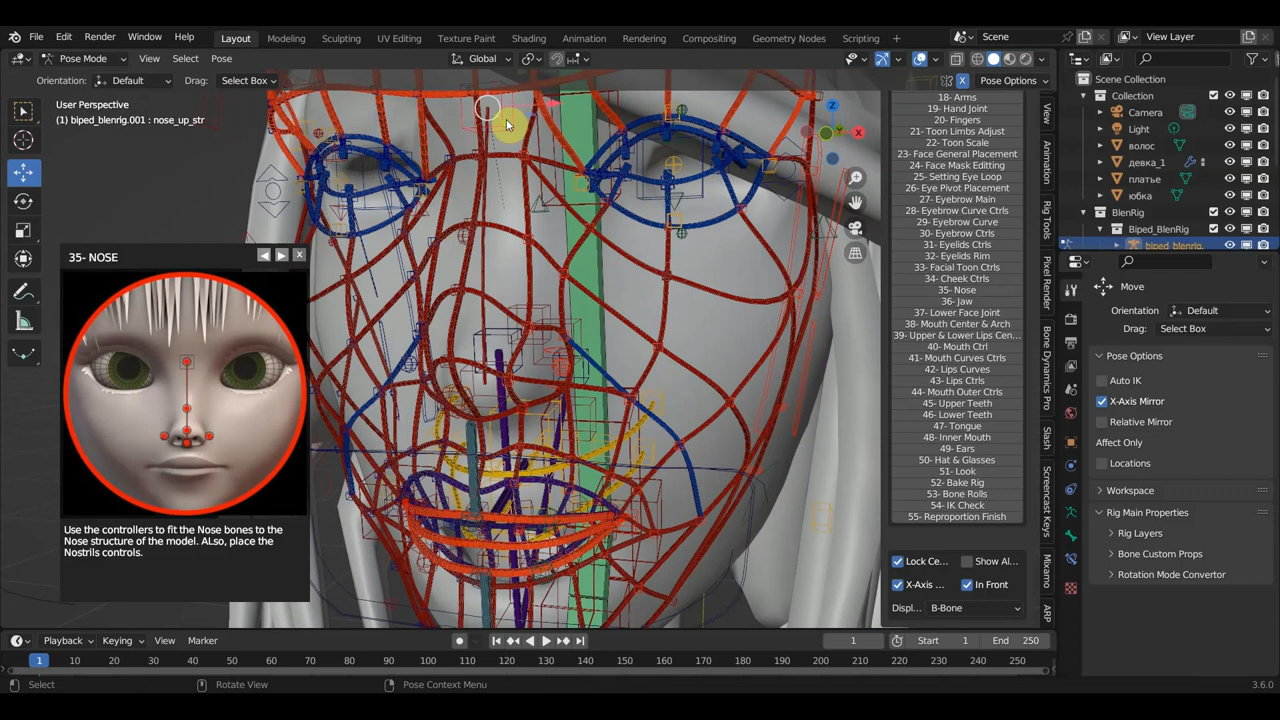 File Edit Render Window Help Layout Modeling Sculpting UV Editing Texture Paint Shading Animation Rendering Compositing Geometry Nodes Scripting + Scene View Layer
Pose Mode View Select Pose Global
Orientation: Default Drag: Select Box X Pose Options
User Perspective
(1) biped_blenrig.001 : nose_up_str
Z
X
35- NOSE
Use the controllers to fit the Nose bones to the
Nose structure of the model. ALso, place the
Nostrils controls.
18- Arms
19- Hand Joint
20- Fingers
21- Toon Limbs Adjust
22- Toon Scale
23- Face General Placement
24- Face Mask Editing
25- Setting Eye Loop
26- Eye Pivot Placement
27- Eyebrow Main
28- Eyebrow Curve Ctrls
29- Eyebrow Curve
30- Eyebrow Ctrls
31- Eyelids Ctrls
32- Eyelids Rim
33- Facial Toon Ctrls
34- Cheek Ctrls
35- Nose
36- Jaw
37- Lower Face Joint
38- Mouth Center & Arch
39- Upper & Lower Lips Cen...
40- Mouth Ctrl
41- Mouth Curves Ctrls
42- Lips Curves
43- Lips Ctrls
44- Mouth Outer Ctrls
45- Upper Teeth
46- Lower Teeth
47- Tongue
48- Inner Mouth
49- Ears
50- Hat & Glasses
51- Look
52- Bake Rig
53- Bone Rolls
54- IK Check
55- Reproportion Finish
Lock Ce... Show Al...
X-Axis ... In Front
Displ... B-Bone
View
Animation
Rig Tools
Pixel Render
Bone Dynamics Pro
Slash
Screencast Keys
Mixamo
ARP
Scene Collection
Collection
Camera
Light
волос
девка_1
платье
юбка
BlenRig
Biped_BlenRig
biped_blenrig.
Move
Orientation Default
Drag: Select Box
Pose Options
Auto IK
X-Axis Mirror
Relative Mirror
Affect Only
Locations
Workspace
Rig Main Properties
Rig Layers
Bone Custom Props
Rotation Mode Convertor
Playback Keying View Marker 1 Start 1 End 250
1 10 20 30 40 50 60 70 80 90 100 110 120 130 140 150 160 170 180 190 200 210 220 230 240 250
Select Rotate View Pose Context Menu 3.6.0